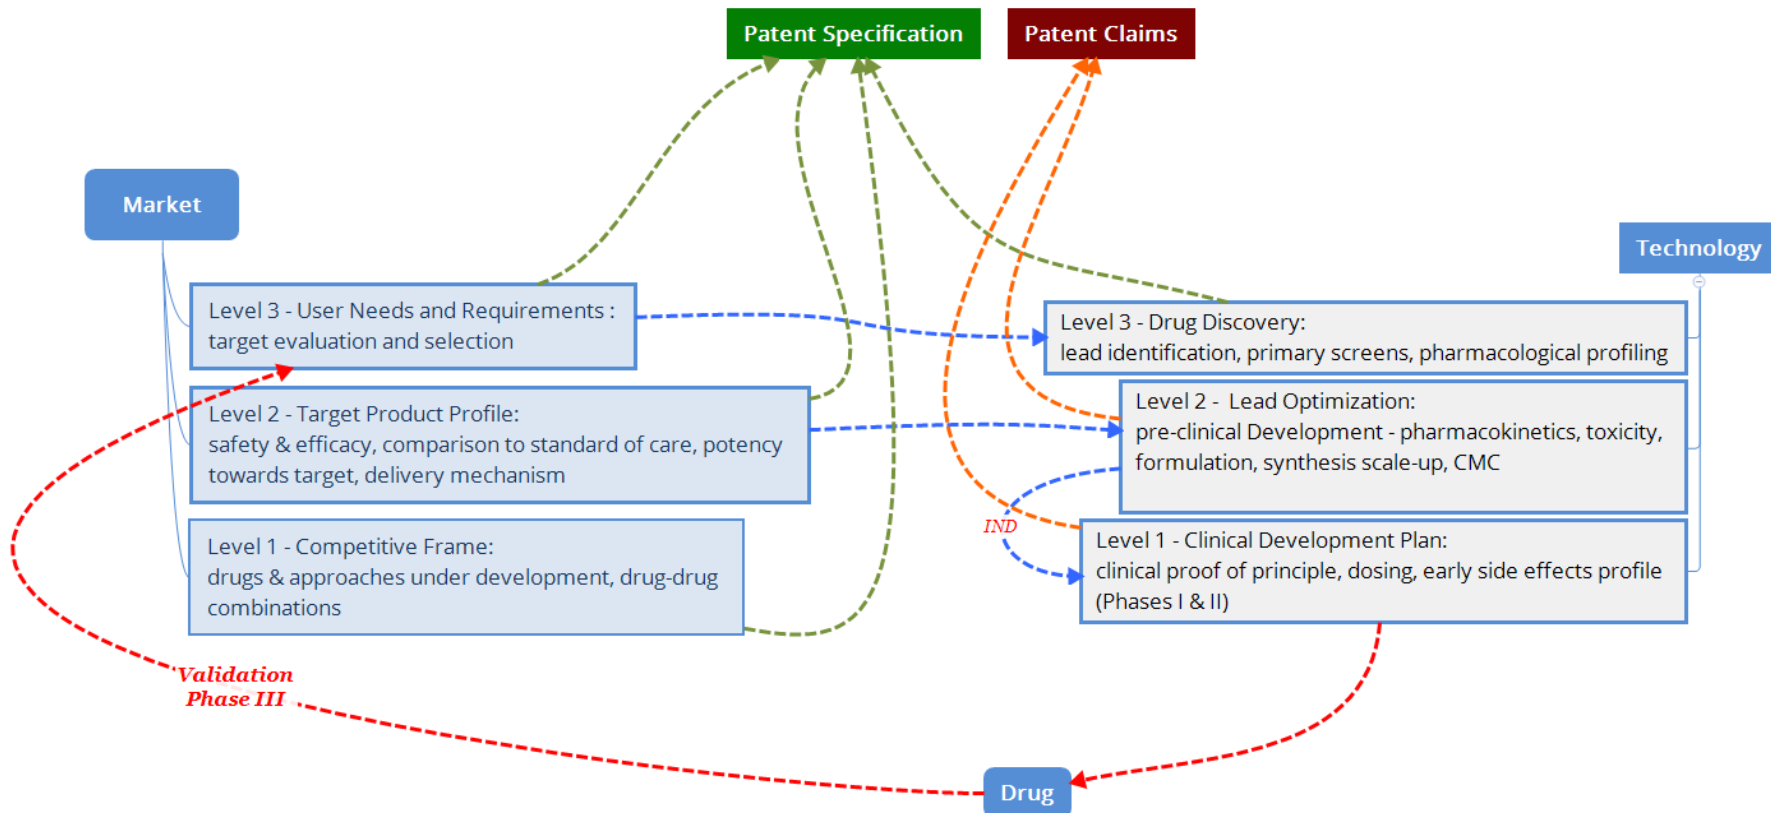 Patent Specification
Patent Claims
Market
Technology
Level 3 - User Needs and Requirements :
target evaluation and selection
Level 3 - Drug Discovery:
lead identification, primary screens, pharmacological profiling
Level 2 - Target Product Profile:
safety & efficacy, comparison to standard of care, potency
towards target, delivery mechanism
Level 2 -  Lead Optimization:
pre-clinical Development - pharmacokinetics, toxicity,
formulation, synthesis scale-up, CMC
IND
Level 1 - Competitive Frame:
drugs & approaches under development, drug-drug
combinations
Level 1 - Clinical Development Plan:
clinical proof of principle, dosing, early side effects profile
(Phases I & II)
Validation
Phase III
Drug